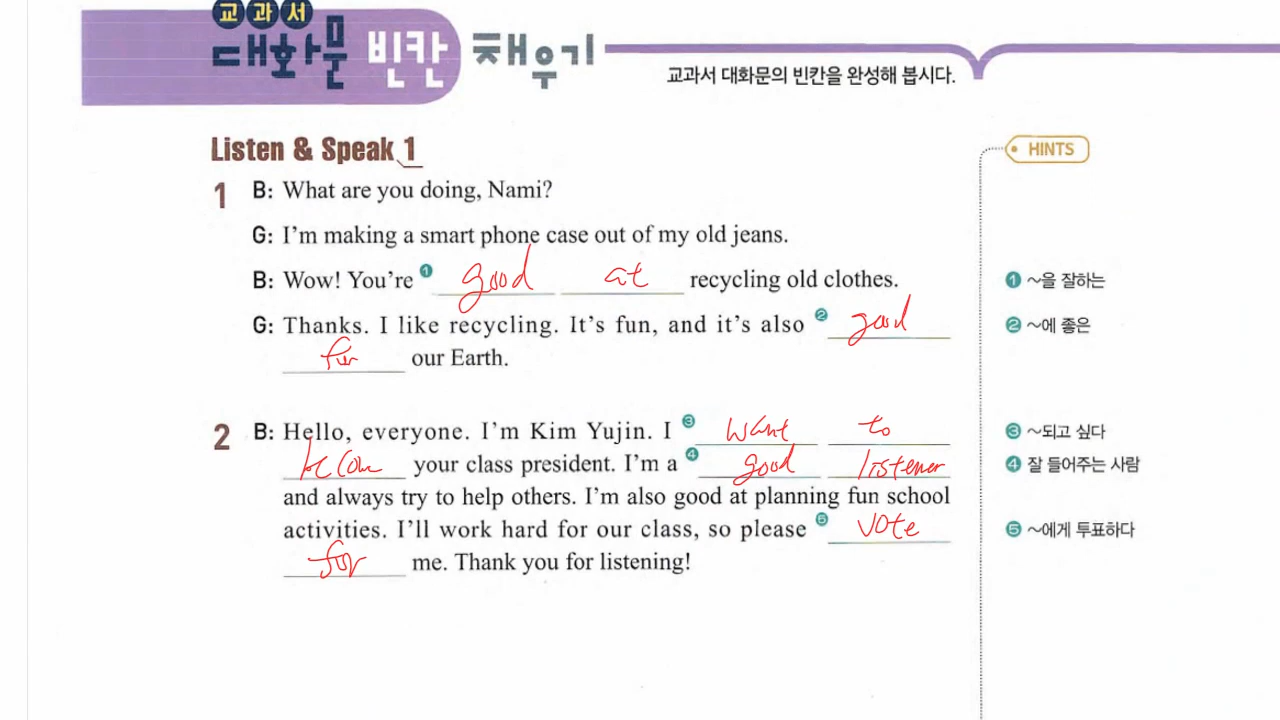 교과서
대화문 빈칸 채우기
교과서 대화문의 빈칸을 완성해 봅시다.
Listen & Speak 1
HINTS
1 B: What are you doing, Nami?
G: I'm making a smart phone case out of my old jeans.
B: Wow! You're ❶ good at recycling old clothes.
❶ ~을 잘하는
G: Thanks. I like recycling. It's fun, and it's also ❷ good
❷ ~에 좋은
for our Earth.
2 B: Hello, everyone. I'm Kim Yujin. I ❸ want to
❸ ~되고 싶다
become your class president. I'm a ❹ good listener
❹ 잘 들어주는 사람
and always try to help others. I'm also good at planning fun school
activities. I'll work hard for our class, so please ❺ vote
❺ ~에게 투표하다
for me. Thank you for listening!